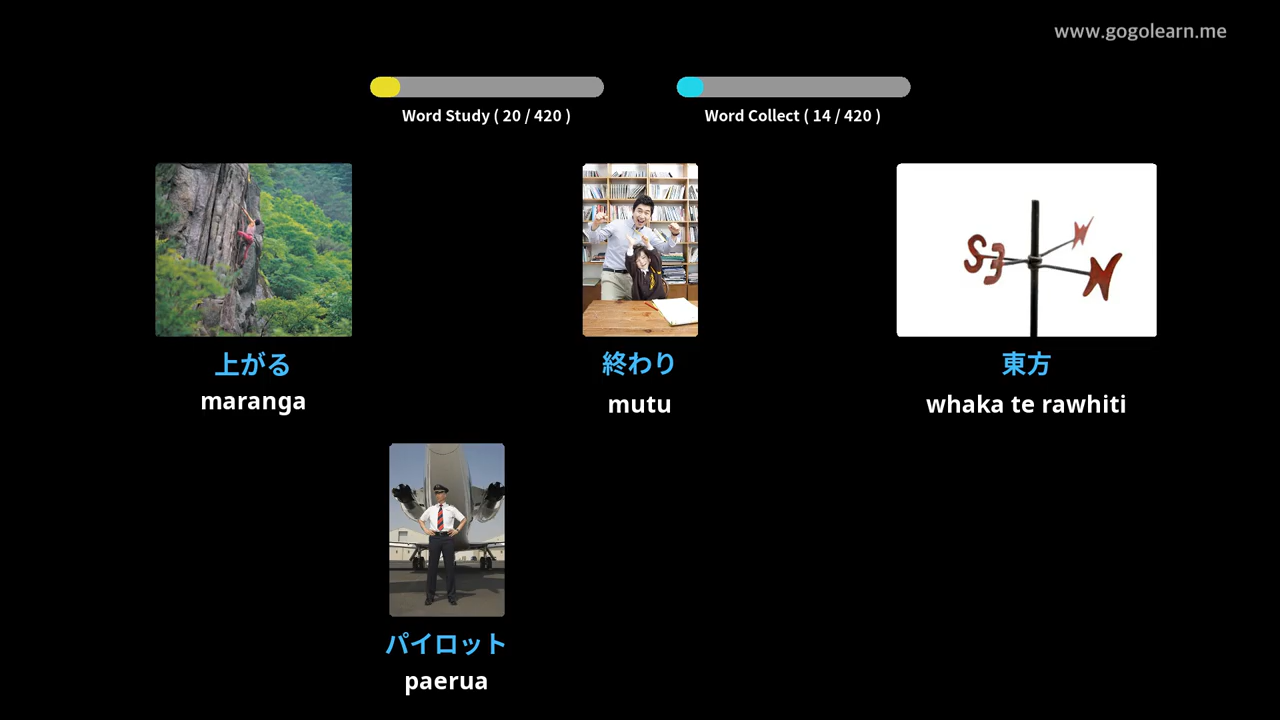 www.gogolearn.me
Word Study ( 20 / 420 )
Word Collect ( 14 / 420 )
S
上がる
maranga
終わり
mutu
東方
whaka te rawhiti
パイロット
paerua